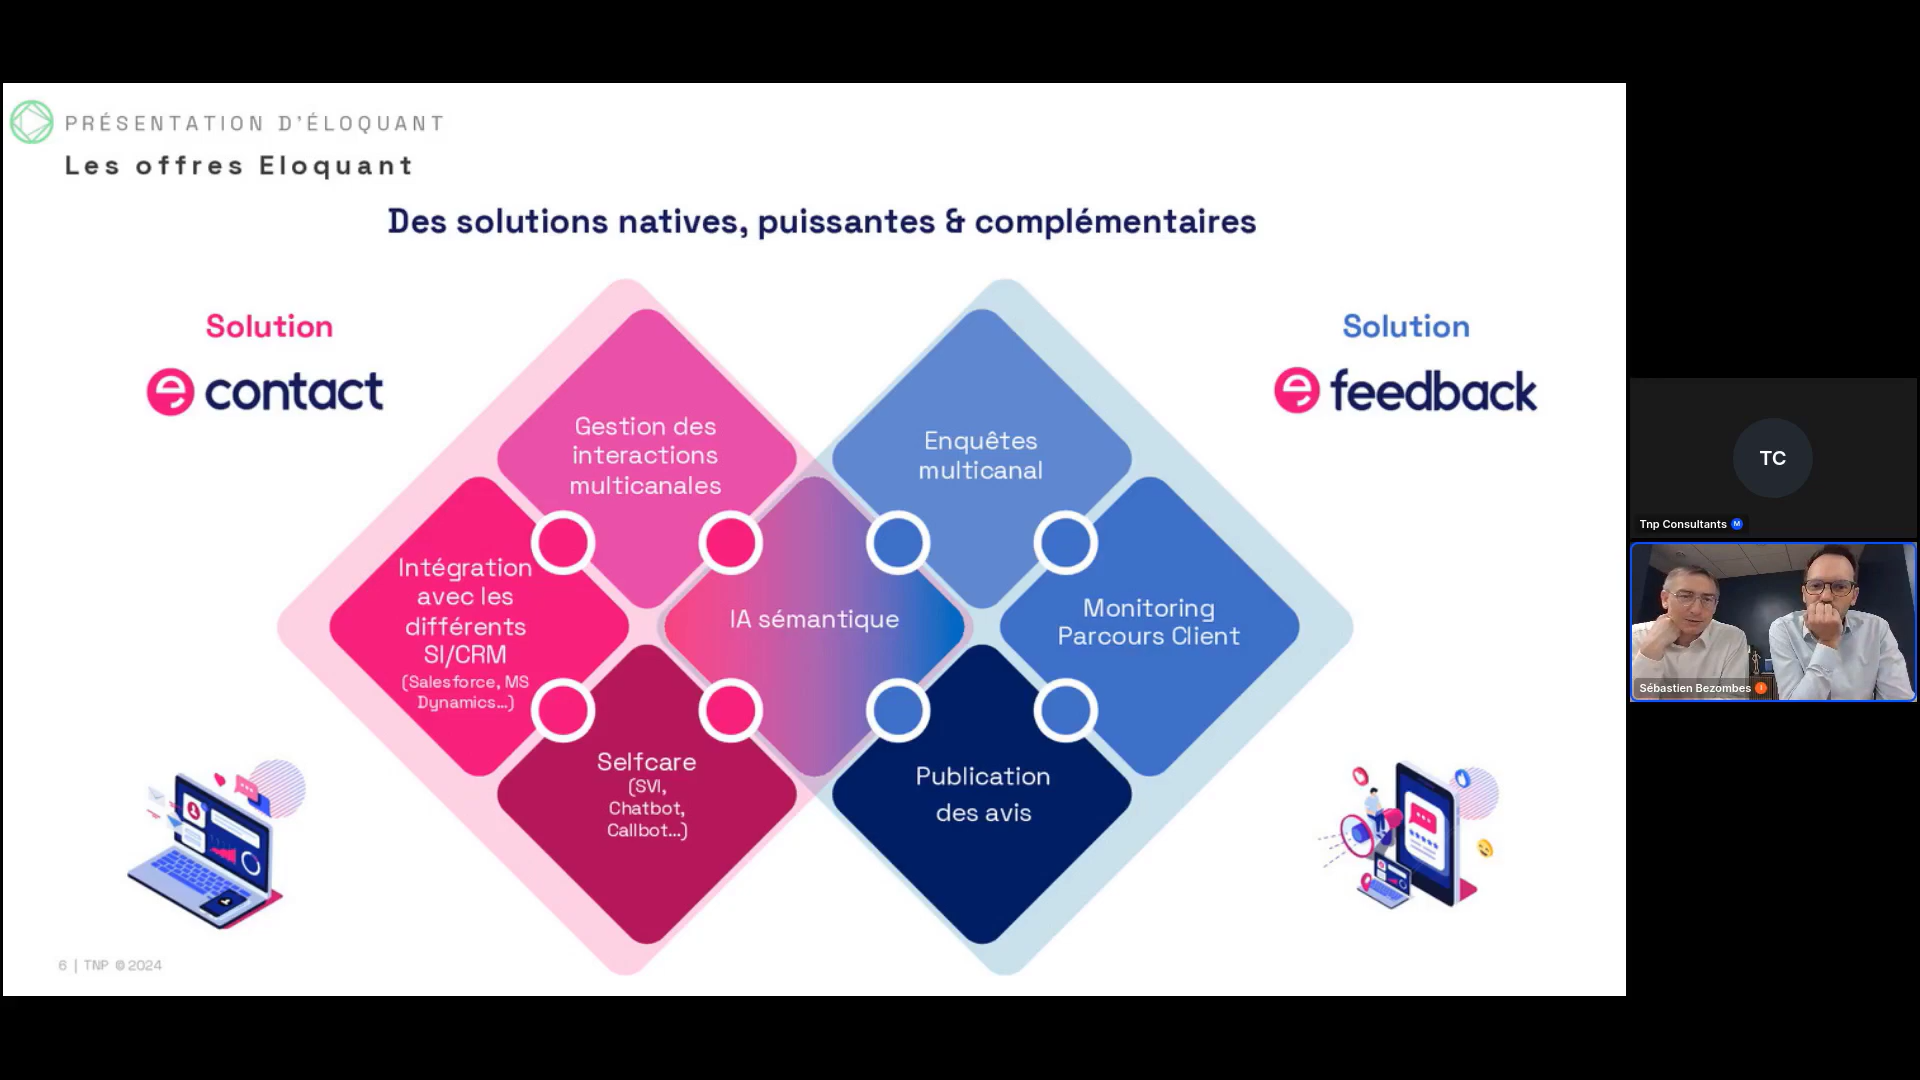 PRÉSENTATION D'ÉLOQUANT
Les offres Eloquant
Des solutions natives, puissantes & complémentaires
Solution
contact
Solution
feedback
Gestion des
interactions
multicanales
Enquêtes
multicanal
Intégration
avec les
différents
SI/CRM
(Salesforce, MS
Dynamics...)
IA sémantique
Monitoring
Parcours Client
Selfcare
(SVI,
Chatbot,
Callbot...)
Publication
des avis
6 | TNP © 2024
TC
Tnp Consultants
M
Sébastien Bezombes